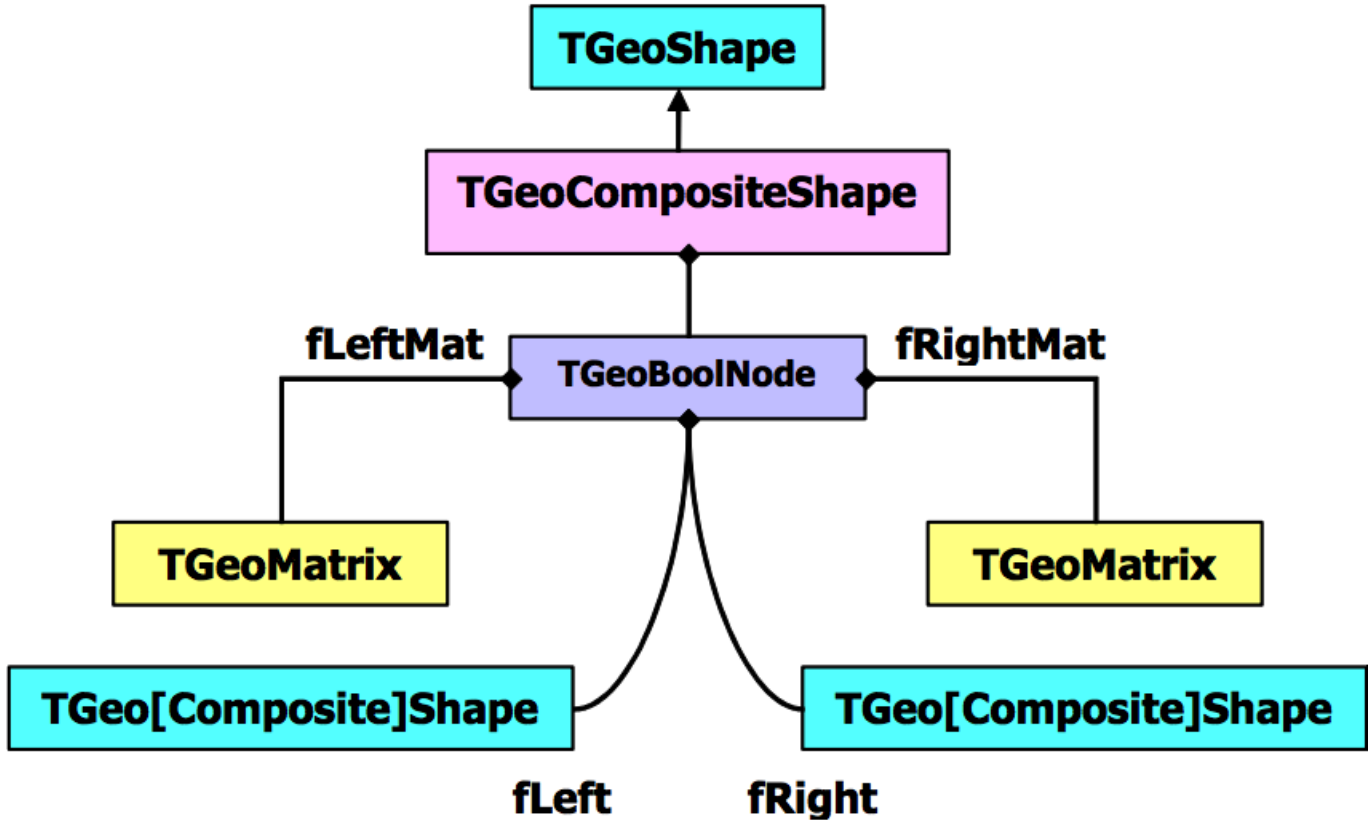 TGeoShape
TGeoCompositeShape
fLeftMat
TGeoBoolNode
fRightMat
TGeoMatrix
TGeoMatrix
TGeo[Composite]Shape
TGeo[Composite]Shape
fLeft
fRight